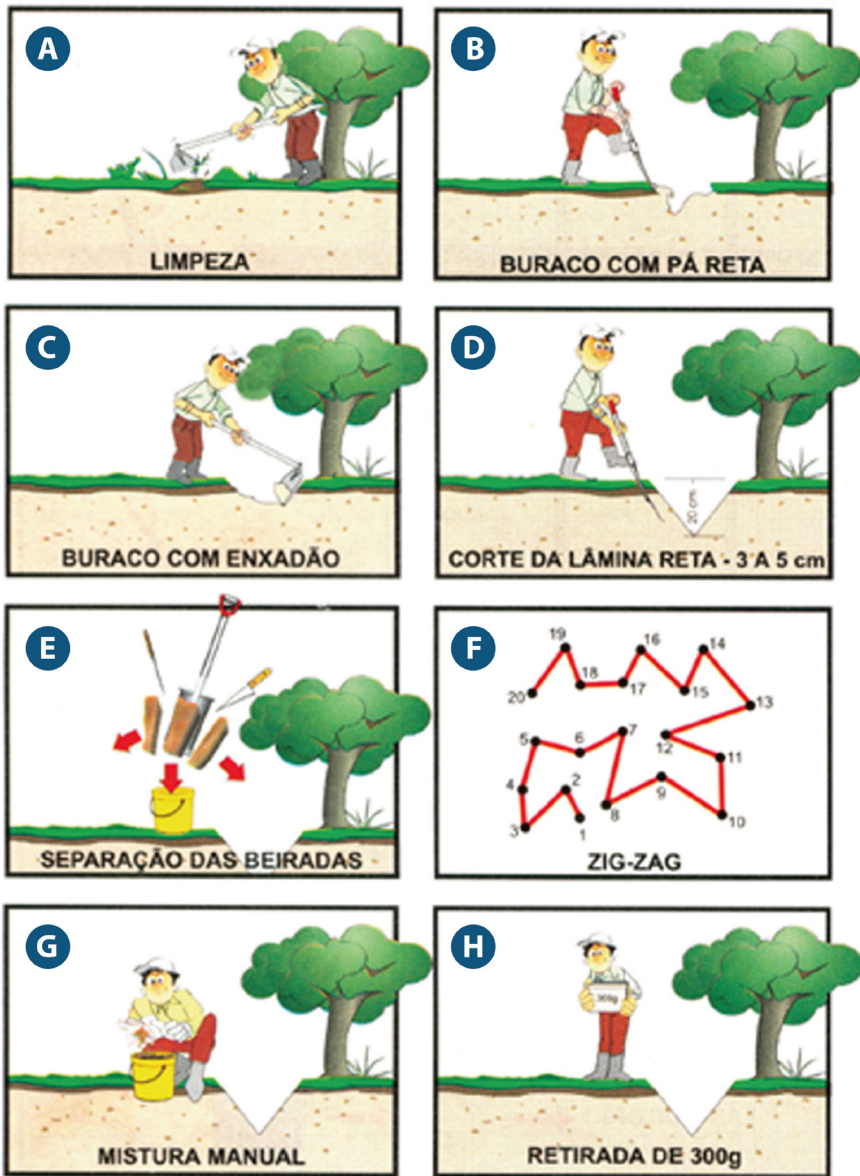 A
LIMPEZA
B
BURACO COM PÁ RETA
C
BURACO COM ENXADÃO
D
20 cm
CORTE DA LÂMINA RETA - 3 A 5 cm
E
SEPARAÇÃO DAS BEIRADAS
F
19
16
14
18
17
15
20
13
7
5
6
12
11
4
2
9
3
1
8
10
ZIG-ZAG
G
MISTURA MANUAL
H
300g
RETIRADA DE 300g